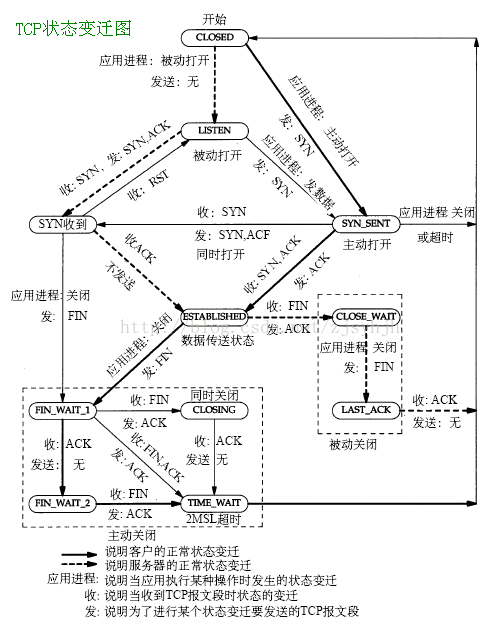 TCP状态变迁图
开始
CLOSED
应用进程：被动打开
发送：无
应用进程：主动打开
发：SYN
LISTEN
被动打开
收：SYN，发：SYN,ACK
收：RST
应用进程：发数据
发：SYN
SYN收到
收：SYN
发：SYN,ACF
同时打开
SYN_SENT
主动打开
应用进程 关闭
或超时
收ACK
不发送
收：SYN,ACK
发：ACK
应用进程：关闭
发： FIN
ESTABLISHED
数据传送状态
收： FIN
发： ACK
CLOSE_WAIT
应用进程 关闭
发： FIN
LAST_ACK
收： ACK
发送：无
被动关闭
应用进程：关闭
发：FIN
FIN_WAIT_1
收： FIN
发： ACK
同时关闭
CLOSING
收： ACK
发送： 无
收：FIN,ACK
发：ACK
收： ACK
发送 无
FIN_WAIT_2
收： FIN
发： ACK
TIME_WAIT
2MSL超时
主动关闭
说明客户的正常状态变迁
说明服务器的正常状态变迁
应用进程： 说明当应用执行某种操作时发生的状态变迁
收： 说明当收到TCP报文段时状态的变迁
发： 说明为了进行某个状态变迁要发送的TCP报文段